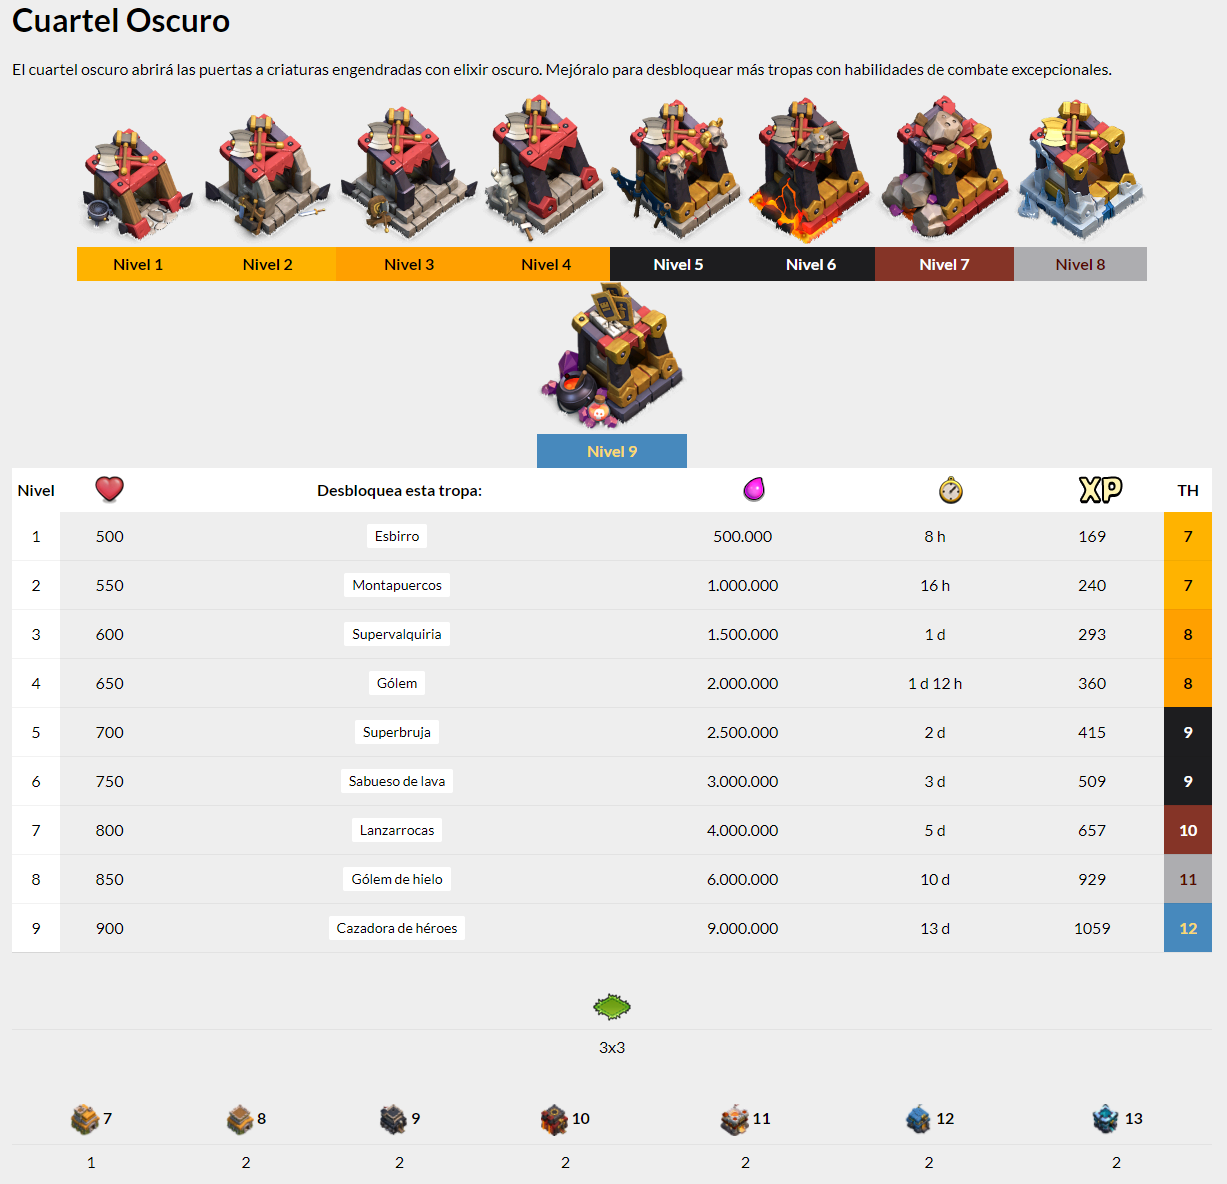 Cuartel Oscuro
El cuartel oscuro abrirá las puertas a criaturas engendradas con elixir oscuro. Mejóralo para desbloquear más tropas con habilidades de combate excepcionales.
Nivel 1 Nivel 2 Nivel 3 Nivel 4 Nivel 5 Nivel 6 Nivel 7 Nivel 8
Nivel 9
Nivel Desbloquea esta tropa: XP TH
1 500 Esbirro 500.000 8 h 169 7
2 550 Montapuercos 1.000.000 16 h 240 7
3 600 Supervalquiria 1.500.000 1 d 293 8
4 650 Gólem 2.000.000 1 d 12 h 360 8
5 700 Superbruja 2.500.000 2 d 415 9
6 750 Sabueso de lava 3.000.000 3 d 509 9
7 800 Lanzarrocas 4.000.000 5 d 657 10
8 850 Gólem de hielo 6.000.000 10 d 929 11
9 900 Cazadora de héroes 9.000.000 13 d 1059 12
3x3
7 8 9 10 11 12 13
1 2 2 2 2 2 2